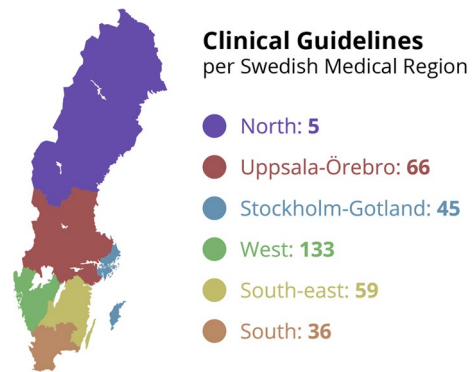 Clinical Guidelines
per Swedish Medical Region
North: 5
Uppsala-Örebro: 66
Stockholm-Gotland: 45
West: 133
South-east: 59
South: 36